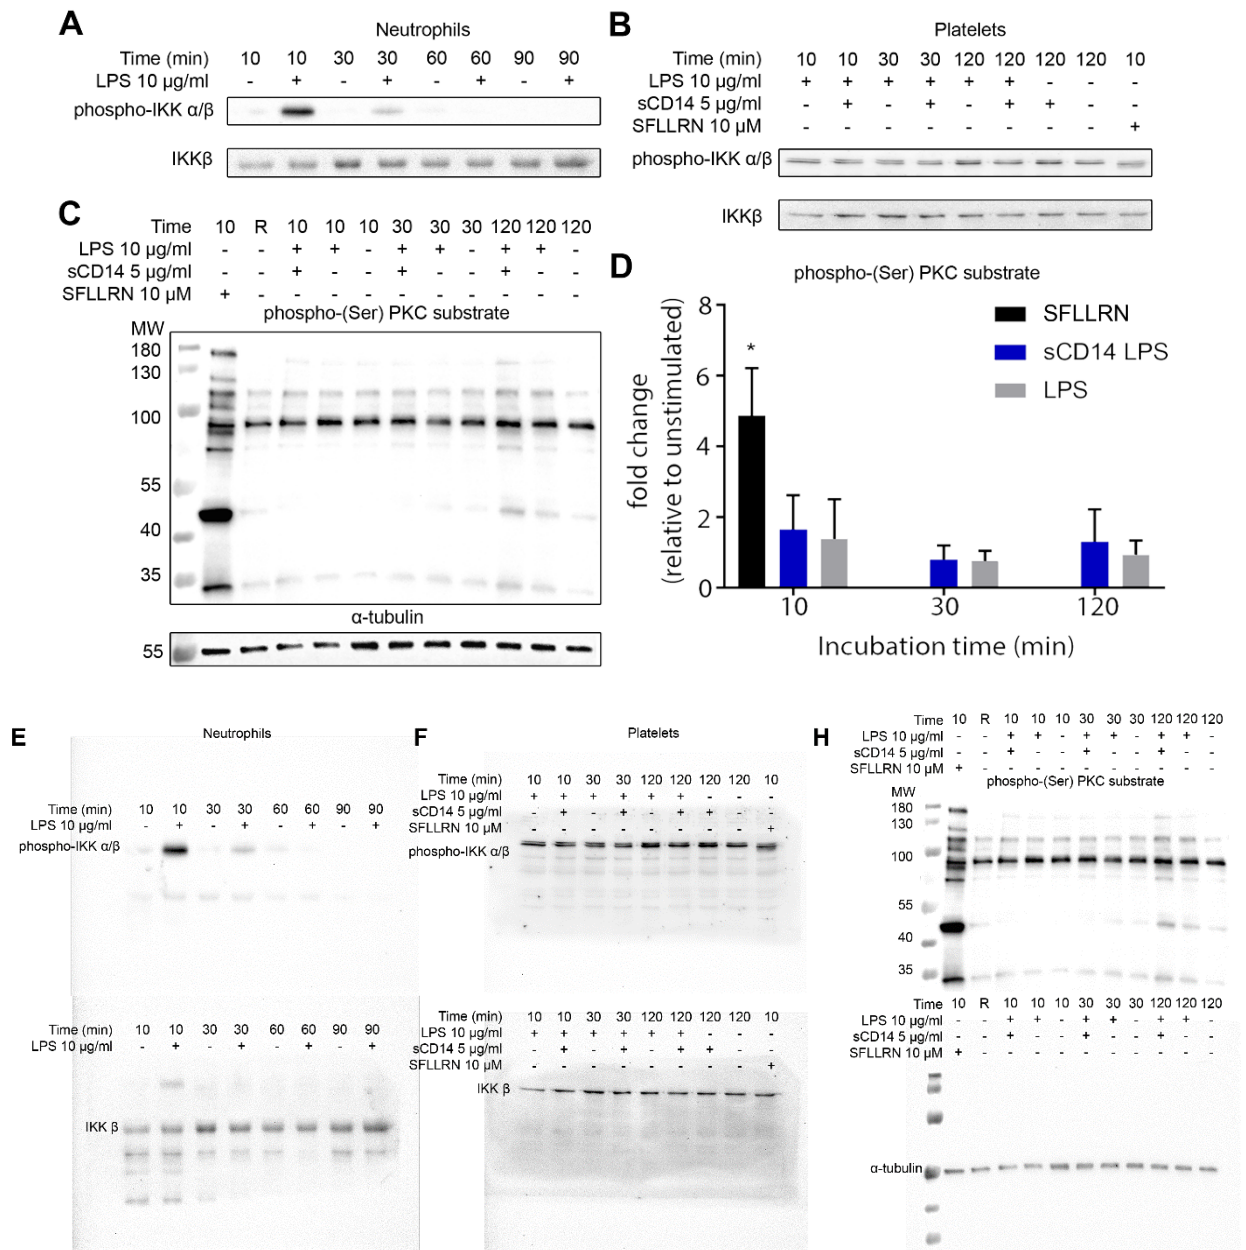 A
Neutrophils
Time (min) 10 10 30 30 60 60 90 90
LPS 10 µg/ml - + - + - + - +
phospho-IKK α/β
IKKβ
B
Platelets
Time (min) 10 10 30 30 120 120 120 120 10
LPS 10 µg/ml + + + + + + - - -
sCD14 5 µg/ml - + - + - + + - -
SFLLRN 10 µM - - - - - - - - +
phospho-IKK α/β
IKKβ
C
Time 10 R 10 10 10 30 30 30 120 120 120
LPS 10 µg/ml - - + + - + + - + + -
sCD14 5 µg/ml - - + - - + - - + - -
SFLLRN 10 µM + - - - - - - - - - -
phospho-(Ser) PKC substrate
MW
180
130
100
55
40
35
α-tubulin
55
D
phospho-(Ser) PKC substrate
fold change
(relative to unstimulated)
8
6
4
2
0
*
SFLLRN
sCD14 LPS
LPS
10 30 120
Incubation time (min)
E
Neutrophils
Time (min) 10 10 30 30 60 60 90 90
LPS 10 µg/ml - + - + - + - +
phospho-IKK α/β
Time (min) 10 10 30 30 60 60 90 90
LPS 10 µg/ml - + - + - + - +
IKK β
F
Platelets
Time (min) 10 10 30 30 120 120 120 120 10
LPS 10 µg/ml + + + + + + - - -
sCD14 5 µg/ml - + - + - + + - -
SFLLRN 10 µM - - - - - - - - +
phospho-IKK α/β
Time (min) 10 10 30 30 120 120 120 120 10
LPS 10 µg/ml + + + + + + - - -
sCD14 5 µg/ml - + - + - + + - -
SFLLRN 10 µM - - - - - - - - +
IKK β
H
Time 10 R 10 10 10 30 30 30 120 120 120
LPS 10 µg/ml - - + + - + + - + + -
sCD14 5 µg/ml - - + - - + - - + - -
SFLLRN 10 µM + - - - - - - - - - -
phospho-(Ser) PKC substrate
MW
180
130
100
55
40
35
Time 10 R 10 10 10 30 30 30 120 120 120
LPS 10 µg/ml - - + + - + + - + + -
sCD14 5 µg/ml - - + - - + - - + - -
SFLLRN 10 µM + - - - - - - - - - -
α-tubulin